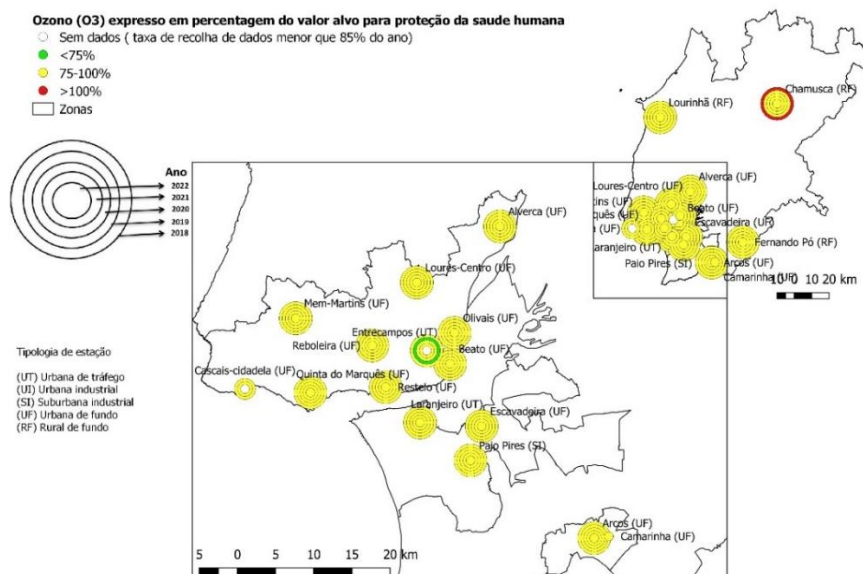 Ozono (O3) expresso em percentagem do valor alvo para proteção da saude humana
Sem dados ( taxa de recolha de dados menor que 85% do ano)
<75%
75-100%
>100%
Zonas
Ano
2022
2021
2020
2019
2018
Chamusca (RF)
Lourinhã (RF)
Alverca (UF)
Loures-Centro (UF)
Beato (UF)
Escavadeira (UF)
Fernando Pó (RF)
Paio Pires (SI)
Arcos (UF)
Camarinha (UF)
10 0 10 20 km
Alverca (UF)
Loures-Centro (UF)
Mem-Martins (UF)
Olivais (UF)
Entrecampos (UT)
Reboleira (UF)
Beato (UF)
Cascais-cidadela (UF)
Quinta do Marquês (UF)
Restelo (UF)
Laranjeiro (UT)
Escavadeira (UF)
Paio Pires (SI)
Arcos (UF)
Camarinha (UF)
Tipologia de estação
(UT) Urbana de tráfego
(UI) Urbana industrial
(SI) Suburbana industrial
(UF) Urbana de fundo
(RF) Rural de fundo
5 0 5 10 15 20 km